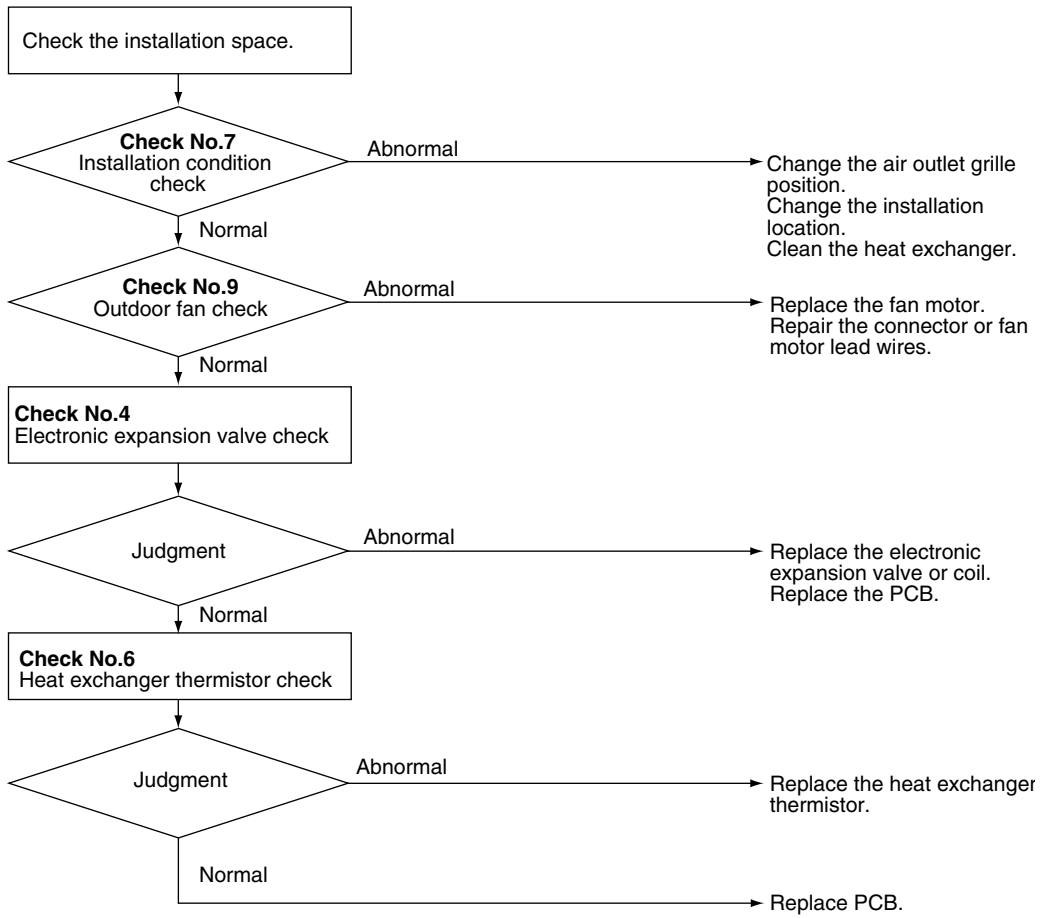 Check the installation space.
Check No.7
Installation condition
check
Abnormal
Change the air outlet grille
position.
Change the installation
location.
Clean the heat exchanger.
Normal
Check No.9
Outdoor fan check
Abnormal
Replace the fan motor.
Repair the connector or fan
motor lead wires.
Normal
Check No.4
Electronic expansion valve check
Judgment
Abnormal
Replace the electronic
expansion valve or coil.
Replace the PCB.
Normal
Check No.6
Heat exchanger thermistor check
Judgment
Abnormal
Replace the heat exchanger
thermistor.
Normal
Replace PCB.